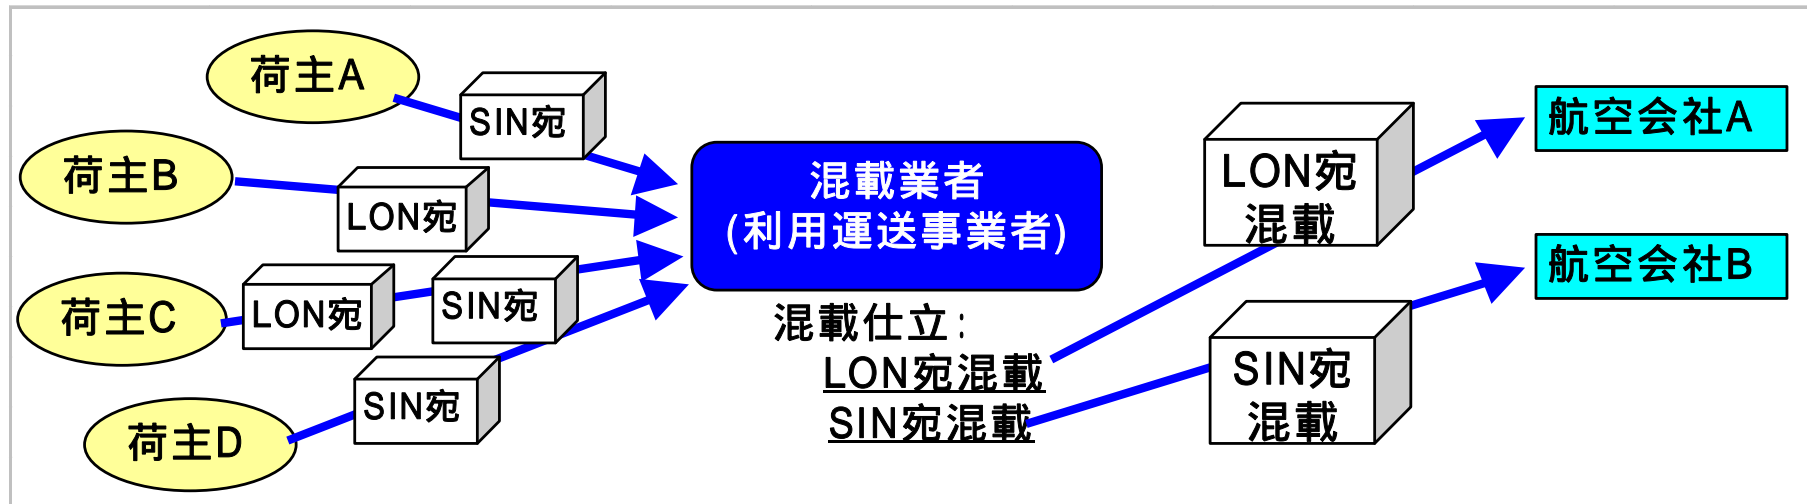 荷主A
SIN宛
荷主B
LON宛
荷主C
LON宛
SIN宛
荷主D
SIN宛
混載業者
(利用運送事業者)
混載仕立:
LON宛混載
SIN宛混載
LON宛
混載
SIN宛
混載
航空会社A
航空会社B